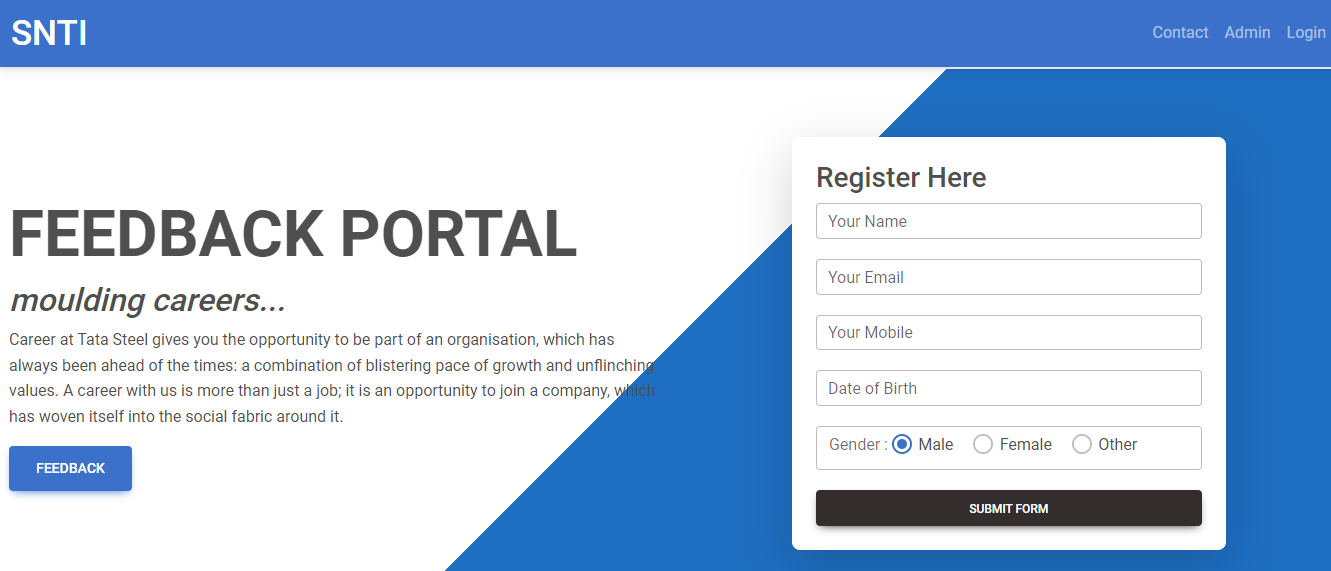 SNTI
Contact Admin Login
FEEDBACK PORTAL
moulding careers...
Career at Tata Steel gives you the opportunity to be part of an organisation, which has
always been ahead of the times: a combination of blistering pace of growth and unflinching
values. A career with us is more than just a job; it is an opportunity to join a company, which
has woven itself into the social fabric around it.
FEEDBACK
Register Here
Your Name
Your Email
Your Mobile
Date of Birth
Gender : Male Female Other
SUBMIT FORM